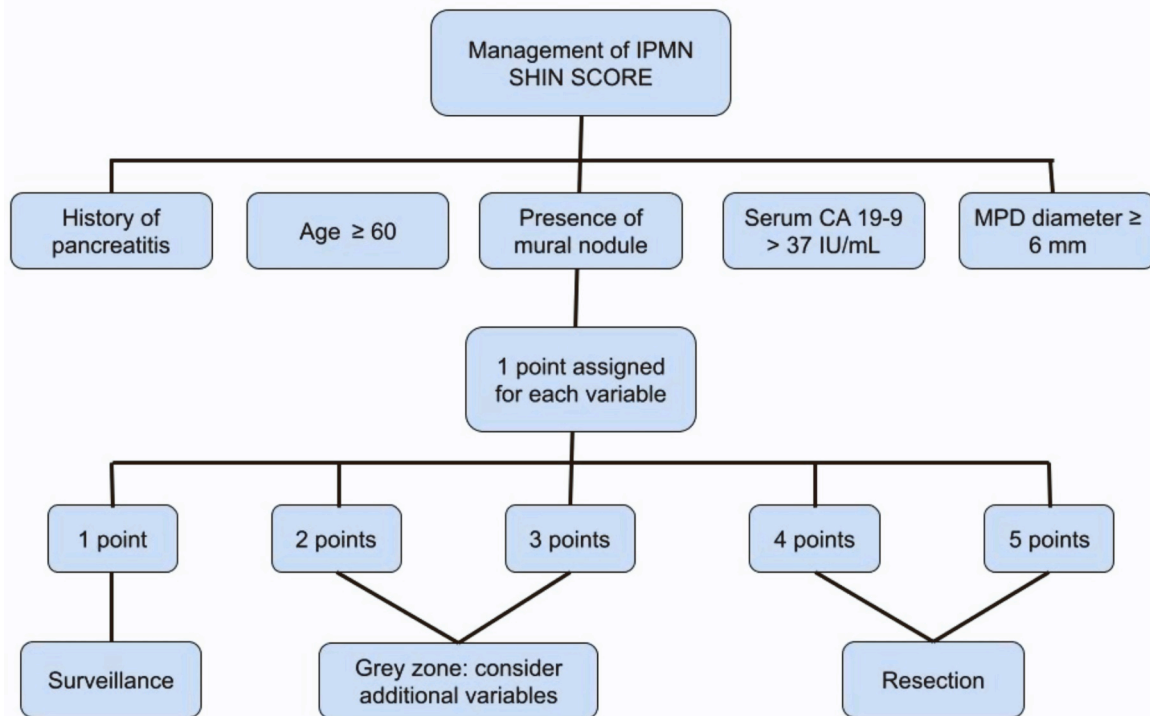 Management of IPMN
SHIN SCORE
History of
pancreatitis
Age ≥ 60
Presence of
mural nodule
Serum CA 19-9
> 37 IU/mL
MPD diameter ≥
6 mm
1 point assigned
for each variable
1 point
2 points
3 points
4 points
5 points
Surveillance
Grey zone: consider
additional variables
Resection